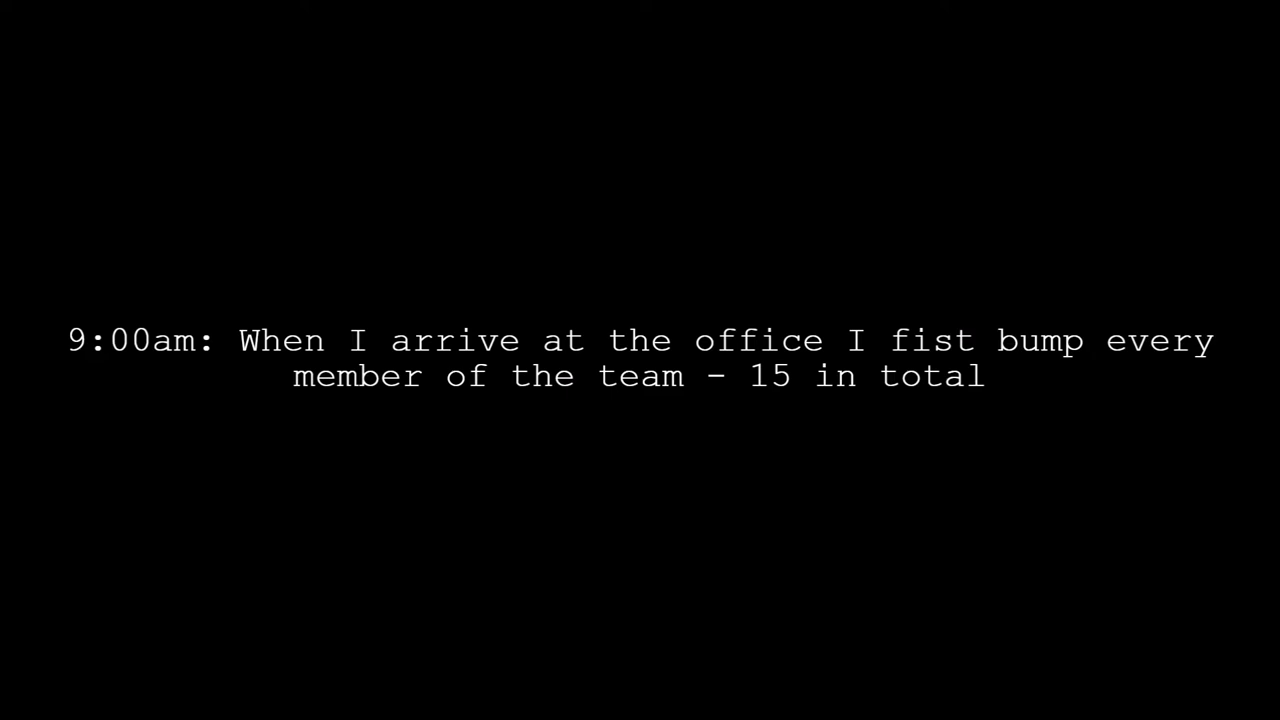 9:00am: When I arrive at the office I fist bump every
member of the team - 15 in total